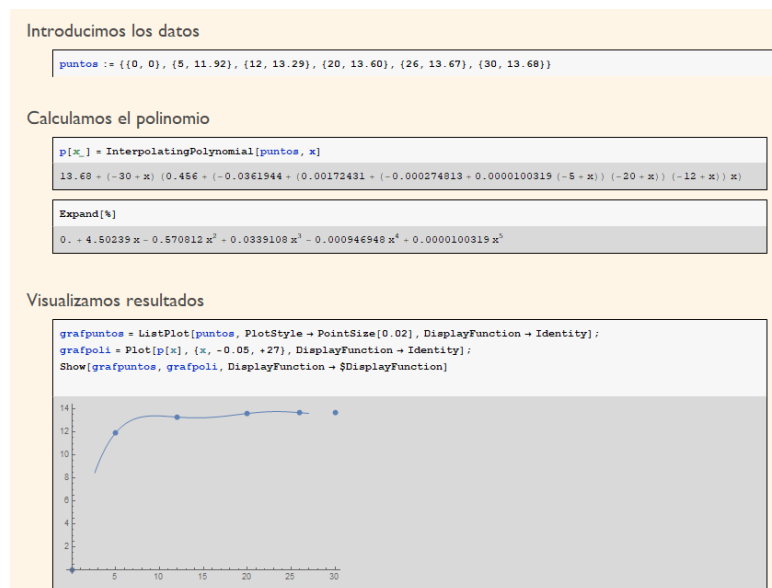 Introducimos los datos
puntos := {{0, 0}, {5, 11.92}, {12, 13.29}, {20, 13.60}, {26, 13.67}, {30, 13.68}}
Calculamos el polinomio
p[x_] = InterpolatingPolynomial[puntos, x]
13.68 + (-30 + x) (0.456 + (-0.0361944 + (0.00172431 + (-0.000274813 + 0.0000100319 (-5 + x)) (-20 + x)) (-12 + x)) x)
Expand[%]
0. + 4.50239 x - 0.570812 x² + 0.0339108 x³ - 0.000946948 x⁴ + 0.0000100319 x⁵
Visualizamos resultados
grafpuntos = ListPlot[puntos, PlotStyle → PointSize[0.02], DisplayFunction → Identity];
grafpoli = Plot[p[x], {x, -0.05, +27}, DisplayFunction → Identity];
Show[grafpuntos, grafpoli, DisplayFunction → $DisplayFunction]
14
12
10
8
6
4
2
5 10 15 20 25 30